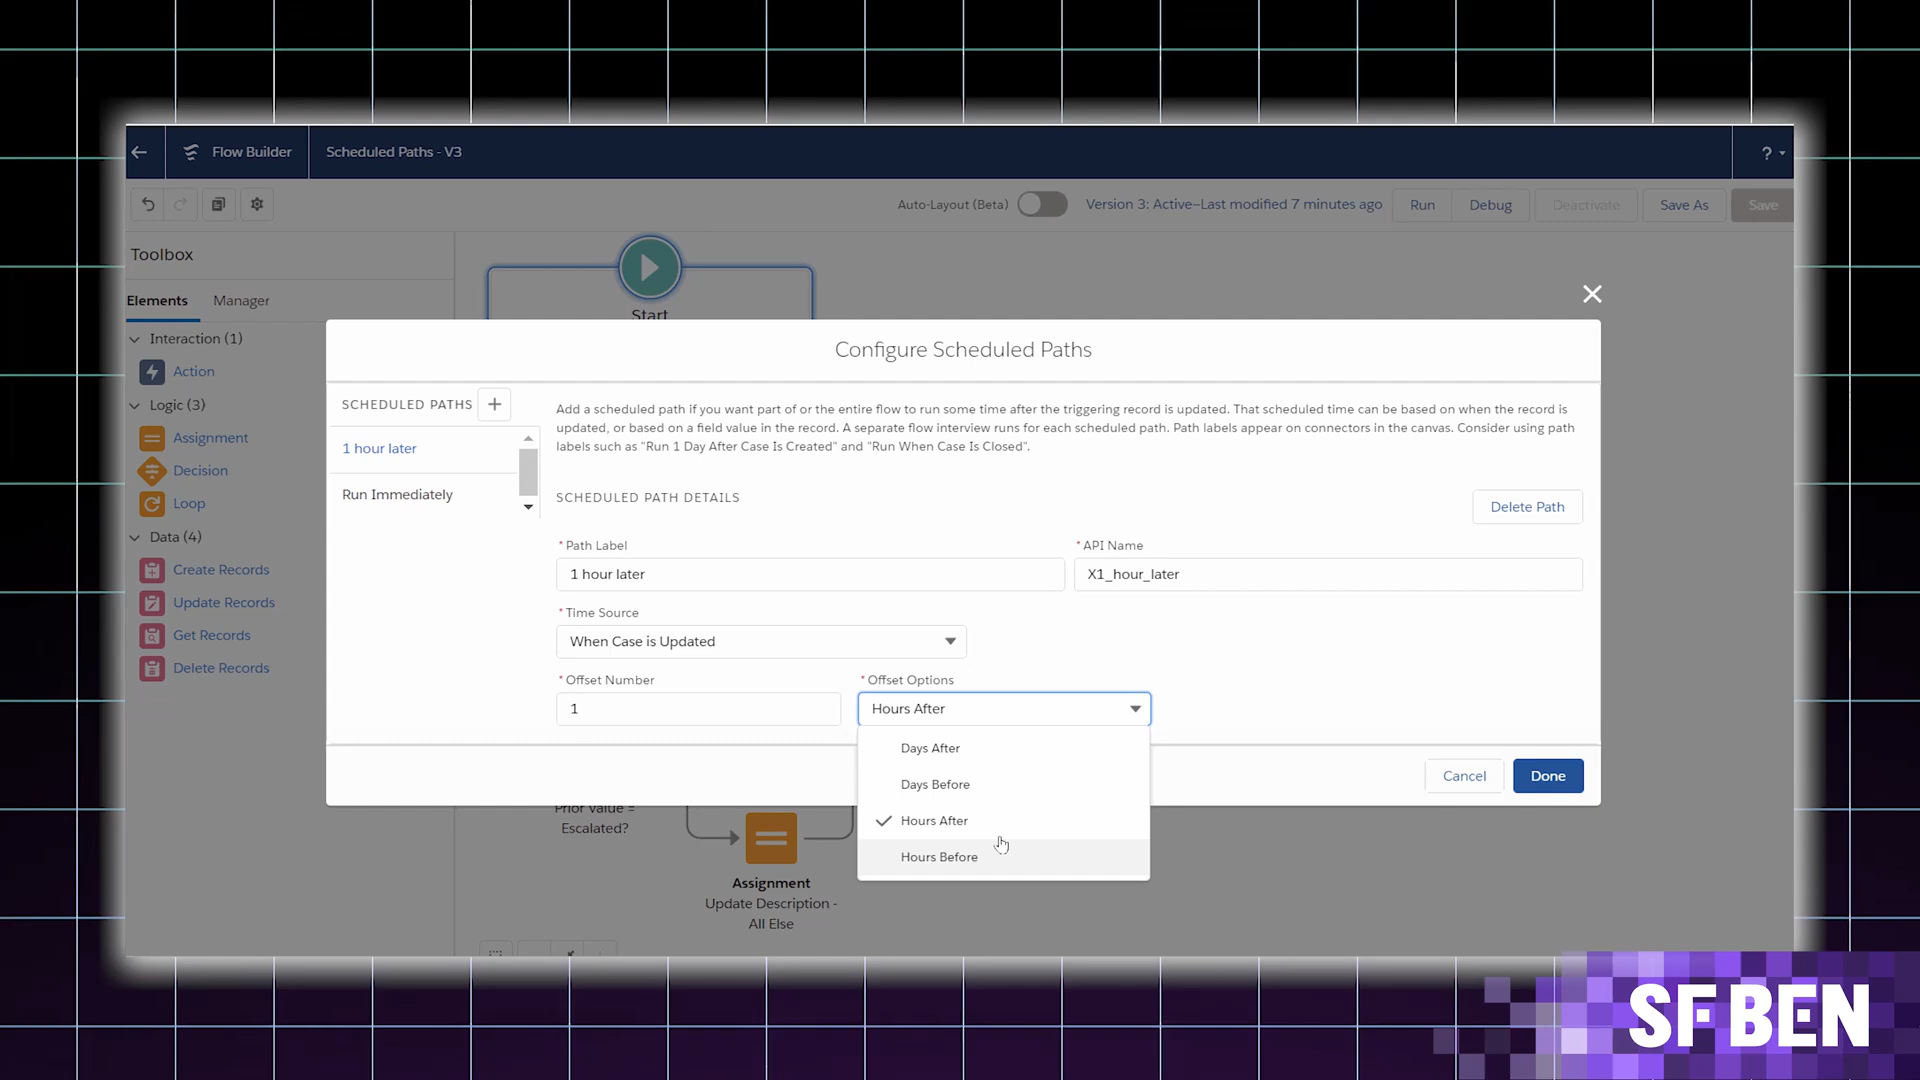 Flow Builder
Scheduled Paths - V3
?
Auto-Layout (Beta)
Version 3: Active—Last modified 7 minutes ago
Run
Debug
Deactivate
Save As
Save
Toolbox
Elements
Manager
Interaction (1)
Action
Logic (3)
Assignment
Decision
Loop
Data (4)
Create Records
Update Records
Get Records
Delete Records
Start
Configure Scheduled Paths
SCHEDULED PATHS
1 hour later
Run Immediately
Add a scheduled path if you want part of or the entire flow to run some time after the triggering record is updated. That scheduled time can be based on when the record is
updated, or based on a field value in the record. A separate flow interview runs for each scheduled path. Path labels appear on connectors in the canvas. Consider using path
labels such as "Run 1 Day After Case Is Created" and "Run When Case Is Closed".
SCHEDULED PATH DETAILS
Delete Path
* Path Label
1 hour later
* API Name
X1_hour_later
* Time Source
When Case is Updated
* Offset Number
1
* Offset Options
Hours After
Days After
Days Before
Hours After
Hours Before
Cancel
Done
Prior Value =
Escalated?
Assignment
Update Description -
All Else
SF BEN